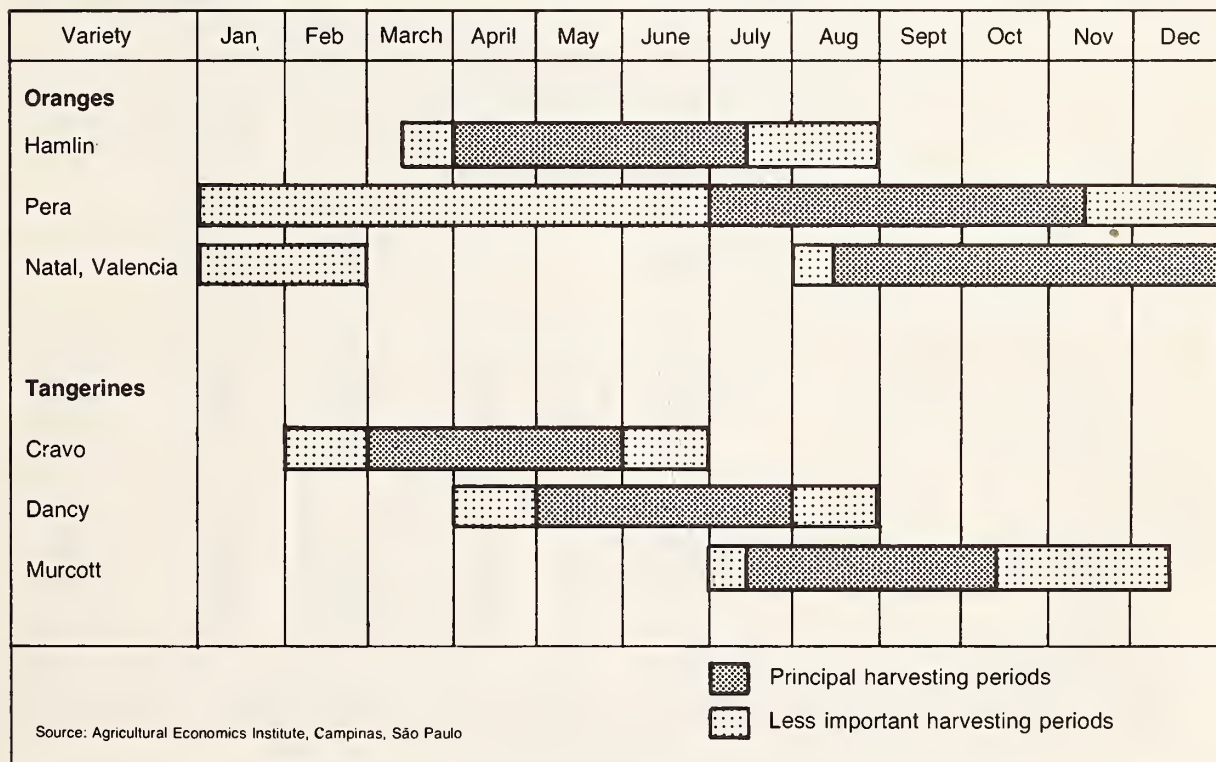 Variety Jan Feb March April May June July Aug Sept Oct Nov Dec
Oranges
Hamlin
Pera
Natal, Valencia
Tangerines
Cravo
Dancy
Murcott
Principal harvesting periods
Less important harvesting periods
Source: Agricultural Economics Institute, Campinas, São Paulo